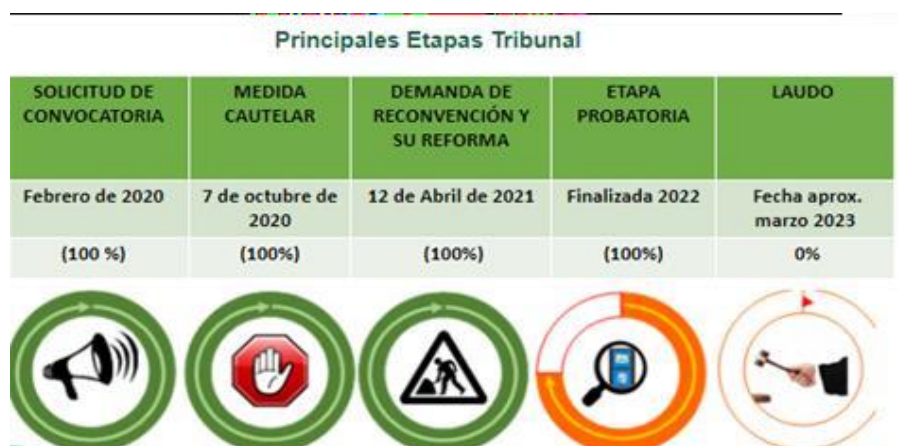 Principales Etapas Tribunal
SOLICITUD DE
CONVOCATORIA
MEDIDA
CAUTELAR
DEMANDA DE
RECONVENCIÓN Y
SU REFORMA
ETAPA
PROBATORIA
LAUDO
Febrero de 2020
7 de octubre de
2020
12 de Abril de 2021
Finalizada 2022
Fecha aprox.
marzo 2023
(100 %)
(100%)
(100%)
(100%)
0%